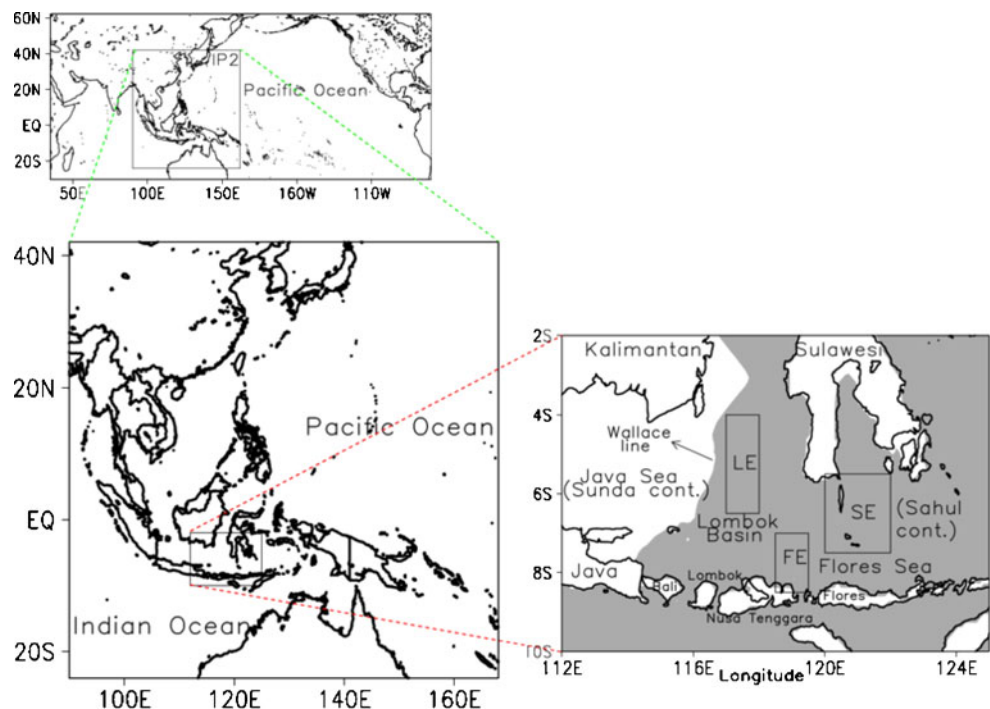 60N
40N
IP2
20N
Pacific Ocean
EQ
20S
50E 100E 150E 160W 110W
40N
20N
Pacific Ocean
EQ
Indian Ocean
20S
100E 120E 140E 160E
2S
Kalimantan
Sulawesi
4S
Wallace
line
LE
Java Sea
(Sunda cont.)
6S
SE
(Sahul
cont.)
Lombok
Basin
FE
Flores Sea
8S
Java
Bali
Lombok
Flores
Nusa Tenggara
10S
112E 116E 120E 124E
Longitude